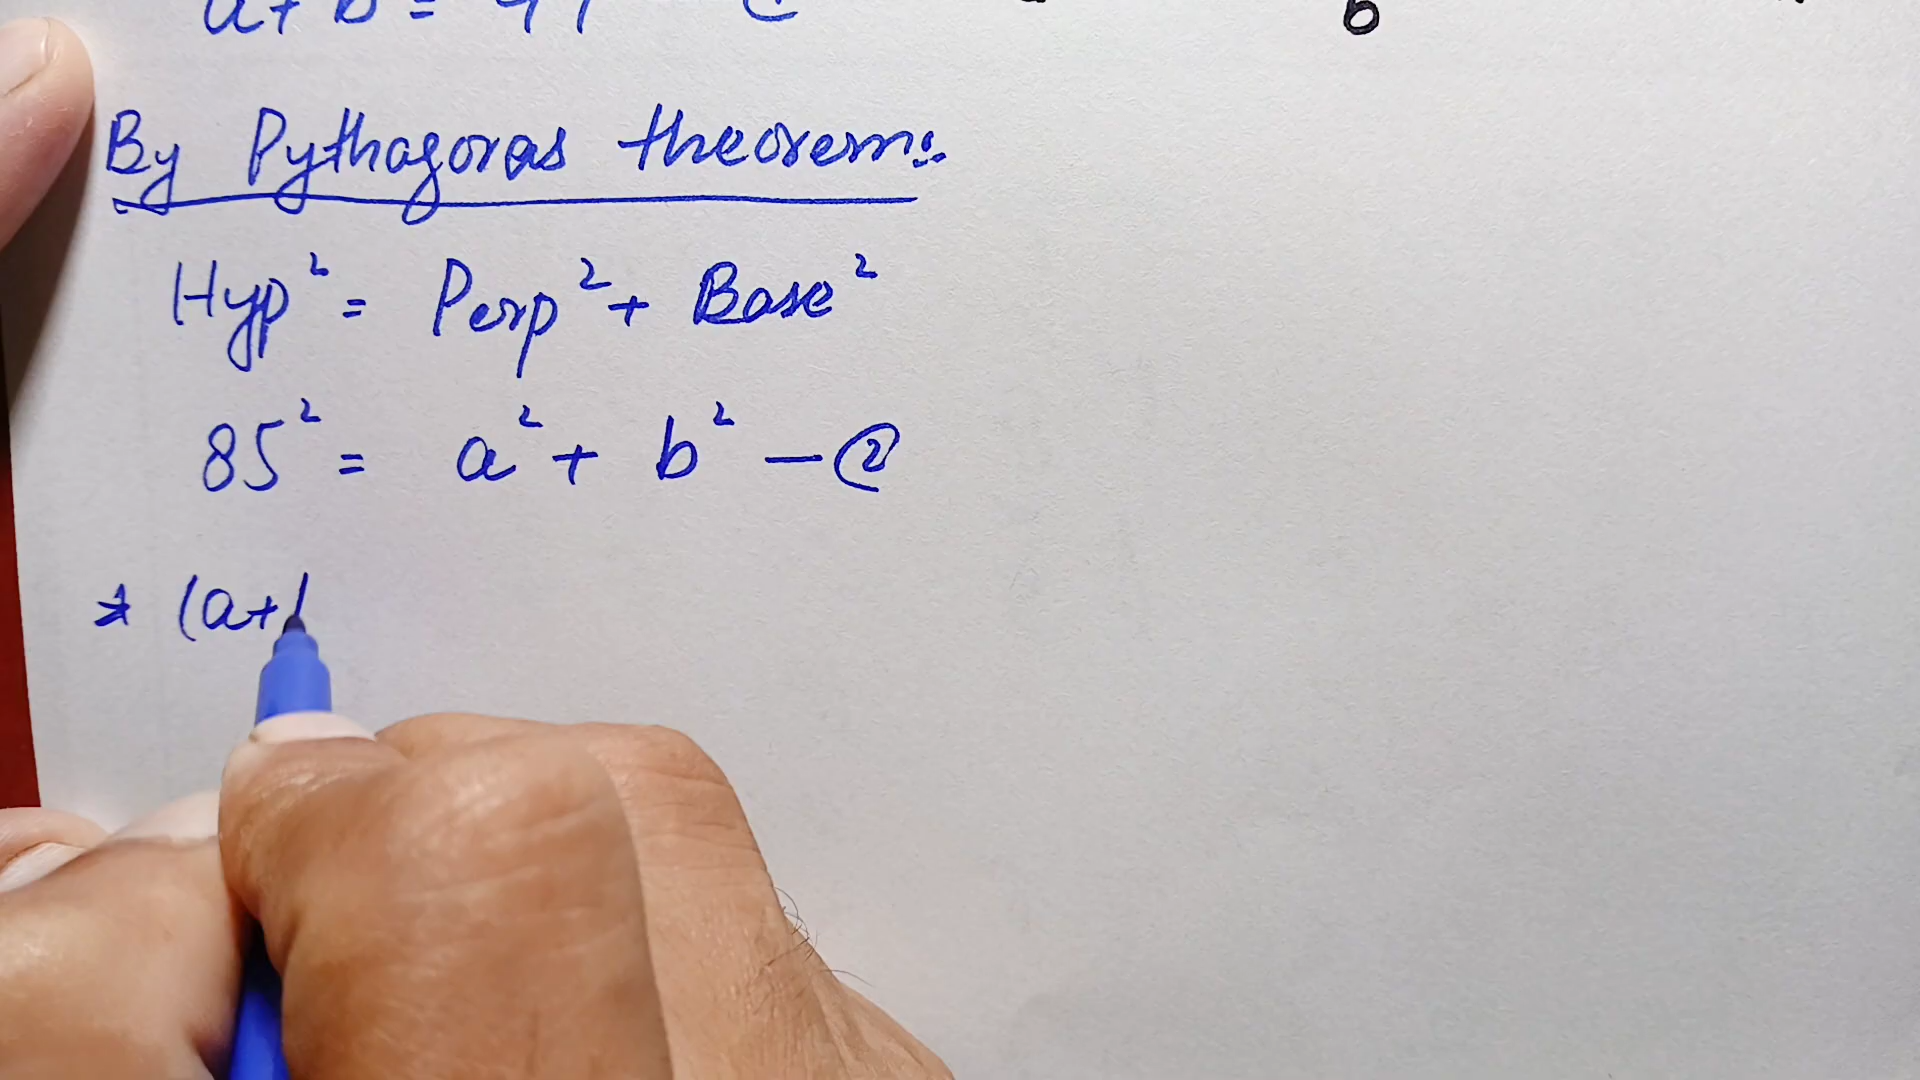 a+b=
b
By Pythagoras theorem:
Hyp² = Perp² + Base²
85² = a² + b² — ②
* (a+